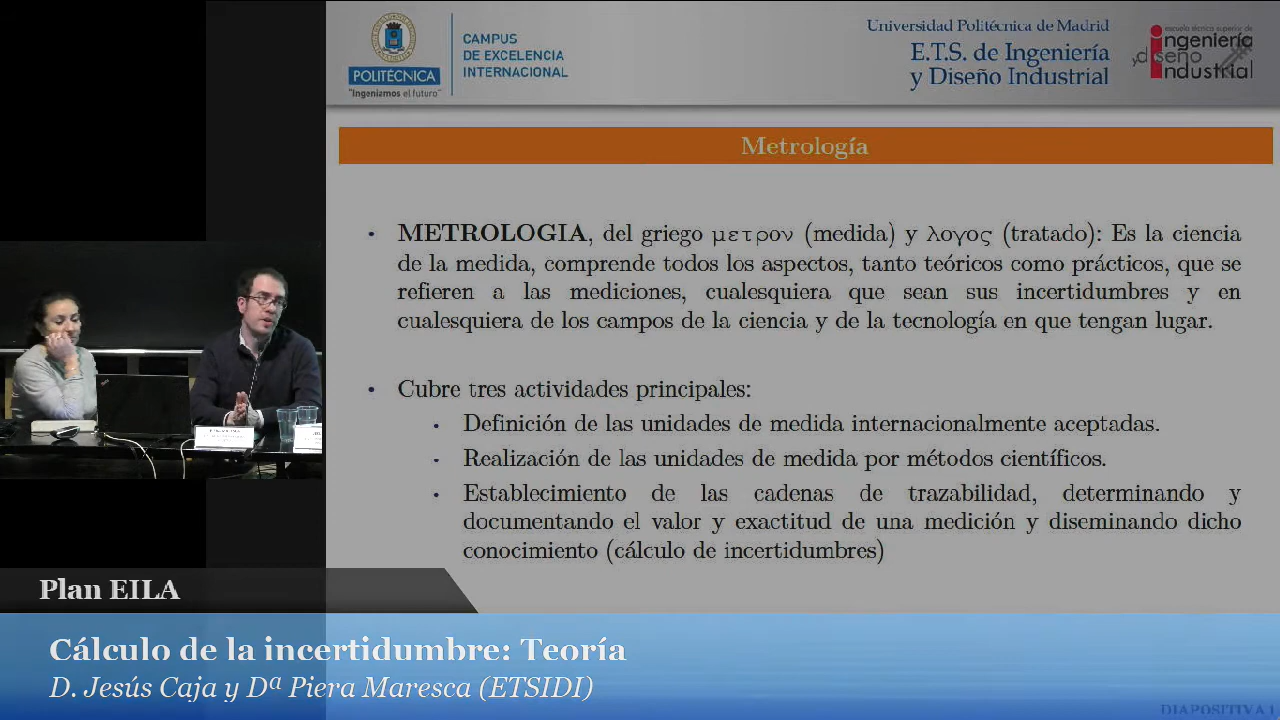 POLITÉCNICA
"Ingeniamos el futuro"
CAMPUS
DE EXCELENCIA
INTERNACIONAL
Universidad Politécnica de Madrid
E.T.S. de Ingeniería
y Diseño Industrial
escuela técnica superior de
ingeniería
y diseño
industrial
Metrología
• METROLOGIA, del griego μετρον (medida) y λογος (tratado): Es la ciencia
de la medida, comprende todos los aspectos, tanto teóricos como prácticos, que se
refieren a las mediciones, cualesquiera que sean sus incertidumbres y en
cualesquiera de los campos de la ciencia y de la tecnología en que tengan lugar.
• Cubre tres actividades principales:
• Definición de las unidades de medida internacionalmente aceptadas.
• Realización de las unidades de medida por métodos científicos.
• Establecimiento de las cadenas de trazabilidad, determinando y
documentando el valor y exactitud de una medición y diseminando dicho
conocimiento (cálculo de incertidumbres)
Plan EILA
Cálculo de la incertidumbre: Teoría
D. Jesús Caja y Dª Piera Maresca (ETSIDI)
DIAPOSITIVA 1